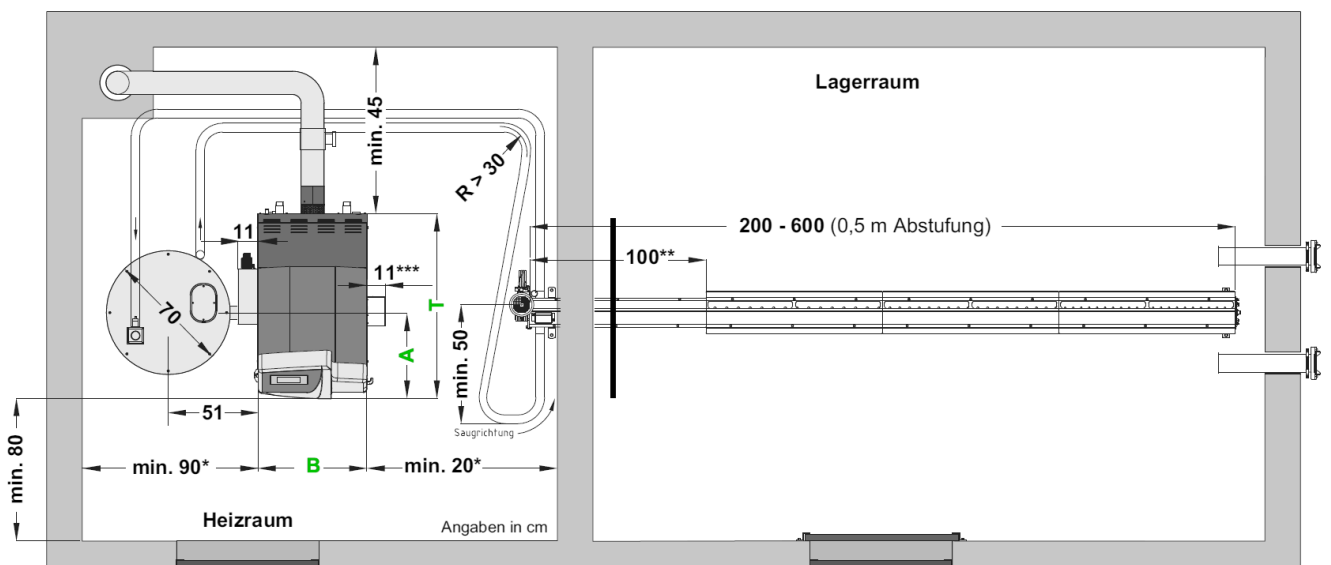 Lagerraum
min. 45
R > 30
200 - 600 (0,5 m Abstufung)
11
100**
11***
70
T
A
min. 50
51
Saugrichtung
min. 80
min. 90*
B
min. 20*
Heizraum
Angaben in cm